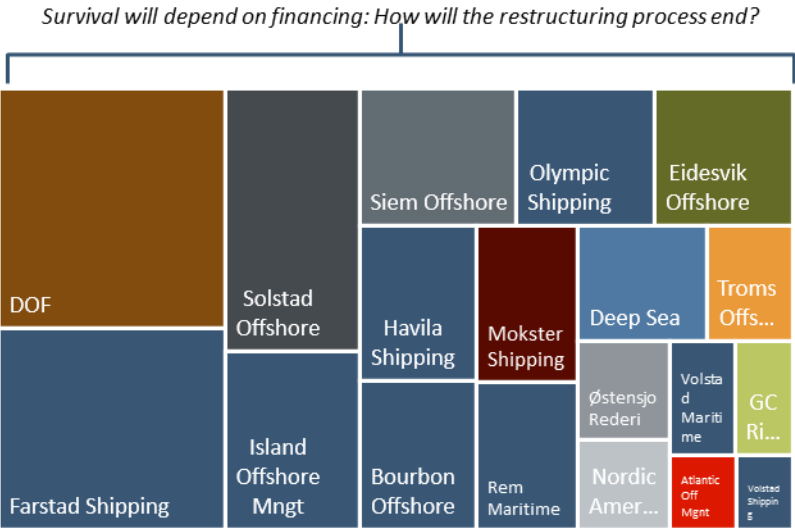 Survival will depend on financing: How will the restructuring process end?
DOF
Farstad Shipping
Solstad
Offshore
Island
Offshore
Mngt
Siem Offshore
Olympic
Shipping
Eidesvik
Offshore
Havila
Shipping
Mokster
Shipping
Deep Sea
Troms
Offs...
Bourbon
Offshore
Rem
Maritime
Østensjo
Rederi
Volsta
d
Mariti
me
GC
Ri...
Nordic
Amer...
Atlantic
Off
Mgnt
Volstad
Shippin
g